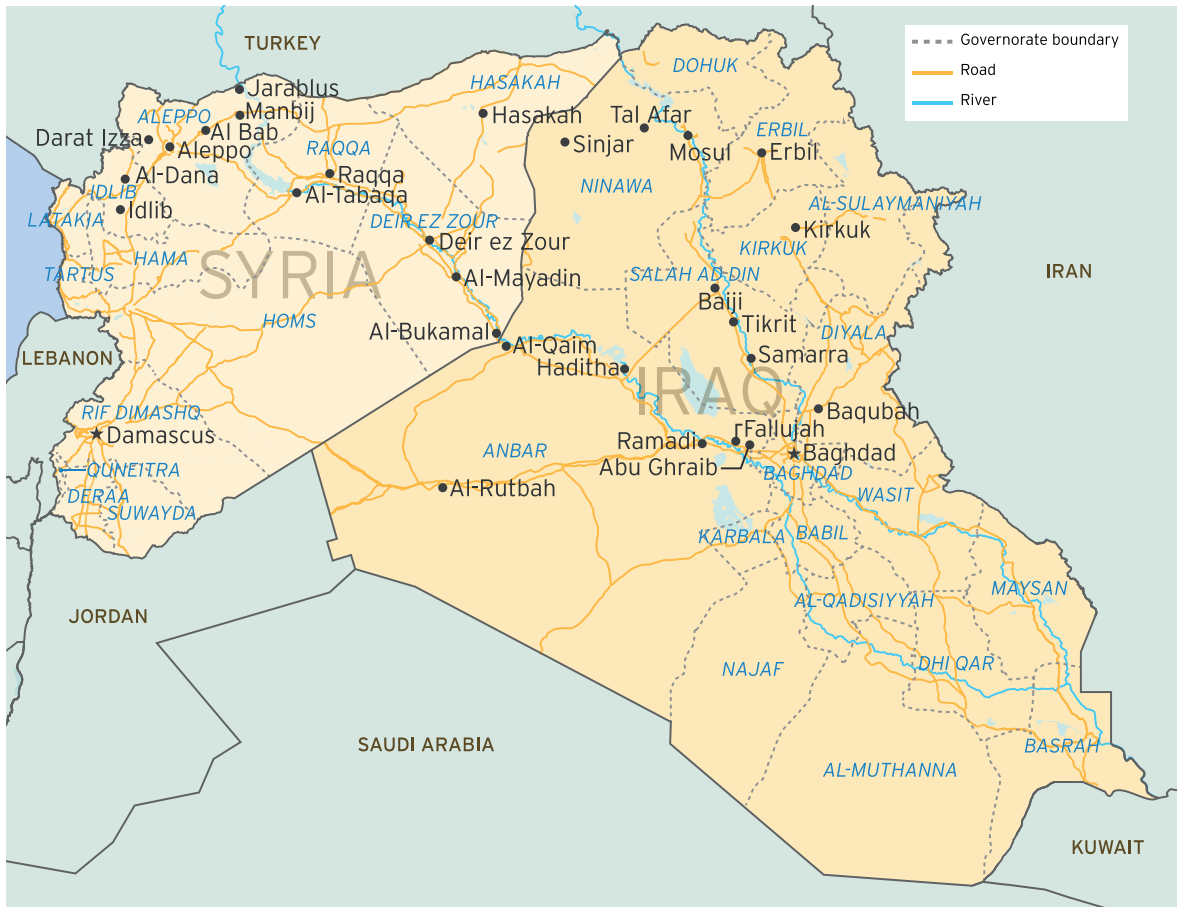 TURKEY
Governorate boundary
Road
River
DOHUK
HASAKAH
Jarablus
Manbij
ALEPPO
Al Bab
Darat Izza
Aleppo
Hasakah
Tal Afar
Sinjar
Mosul
ERBIL
Erbil
RAQQA
Raqqa
Al-Dana
IDLIB
Idlib
Al-Tabaqa
NINAWA
AL-SULAYMANIYAH
LATAKIA
DEIR EZ ZOUR
Deir ez Zour
Kirkuk
KIRKUK
HAMA
TARTUS
SYRIA
Al-Mayadin
SALAH AD-DIN
Baiji
IRAN
HOMS
Al-Bukamal
Al-Qaim
Tikrit
DIYALA
LEBANON
Haditha
Samarra
IRAQ
RIF DIMASHQ
Damascus
Baqubah
Fallujah
Ramadi
Abu Ghraib
Baghdad
BAGHDAD
ANBAR
QUNEITRA
DERAA
SUWAYDA
Al-Rutbah
WASIT
KARBALA
BABIL
JORDAN
AL-QADISIYYAH
MAYSAN
NAJAF
DHI QAR
SAUDI ARABIA
BASRAH
AL-MUTHANNA
KUWAIT